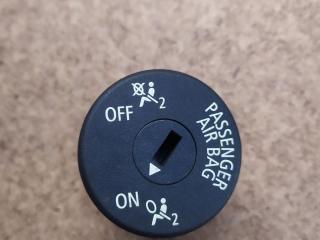 OFF 2
PASSENGER
AIR BAG
ON 2